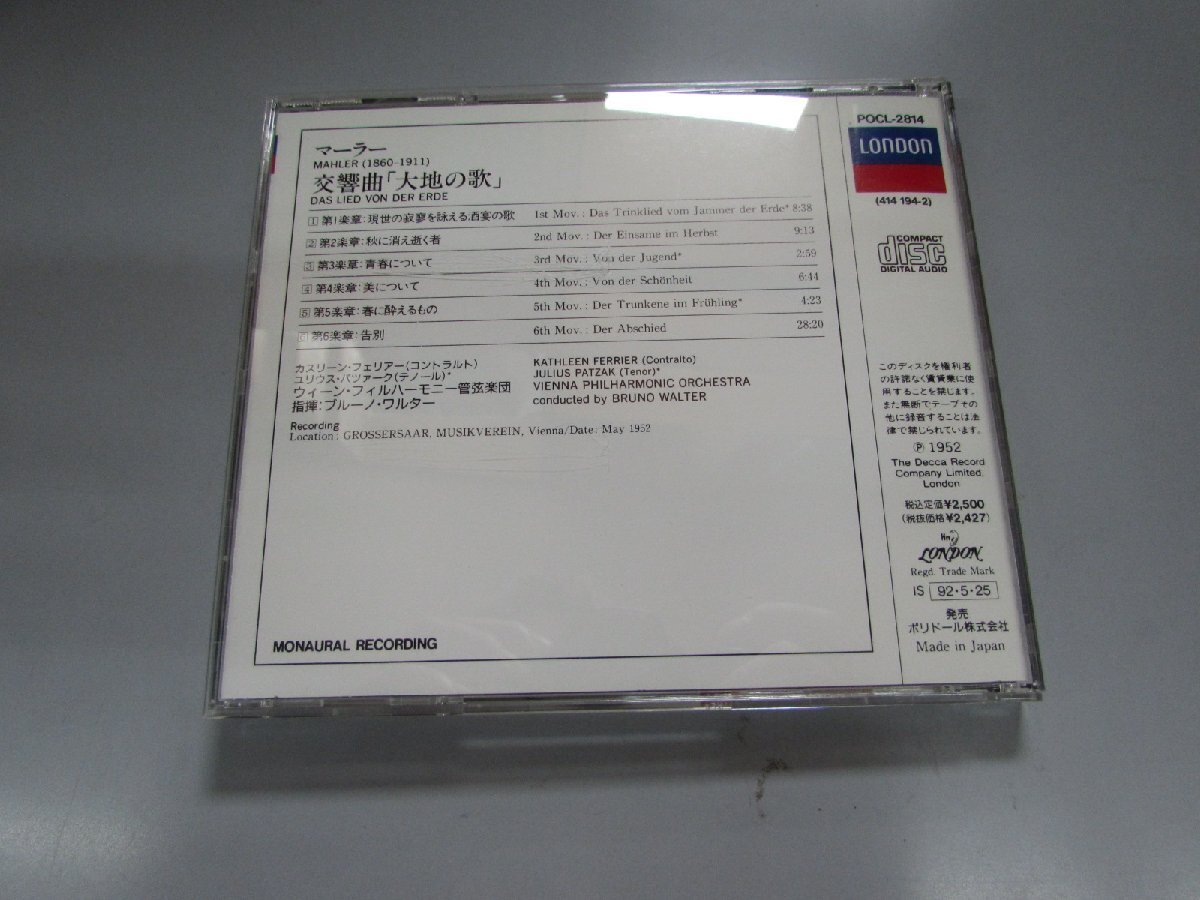 マーラー
MAHLER (1860-1911)
交響曲「大地の歌」
DAS LIED VON DER ERDE
1 第1楽章:現世の寂寥を詠える酒宴の歌 1st Mov.: Das Trinklied vom Jammer der Erde* 8:38
2 第2楽章:秋に消え逝く者 2nd Mov.: Der Einsame im Herbst 9:13
3 第3楽章:青春について 3rd Mov.: Von der Jugend* 2:59
4 第4楽章:美について 4th Mov.: Von der Schönheit 6:44
5 第5楽章:春に酔えるもの 5th Mov.: Der Trunkene im Frühling* 4:23
6 第6楽章:告別 6th Mov.: Der Abschied 28:20
カスリーン・フェリアー(コントラルト)
ユリウス・パツァーク(テノール)*
ウィーン・フィルハーモニー管弦楽団
指揮:ブルーノ・ワルター
KATHLEEN FERRIER (Contralto)
JULIUS PATZAK (Tenor)*
VIENNA PHILHARMONIC ORCHESTRA
conducted by BRUNO WALTER
Recording
Location: GROSSERSAAR, MUSIKVEREIN, Vienna/Date: May 1952
MONAURAL RECORDING
POCL-2814
LONDON
(414 194-2)
COMPACT
disc
DIGITAL AUDIO
このディスクを権利者
の許諾なく賃貸業に使
用することを禁じます。
また無断でテープその
他に録音することは法
律で禁じられています。
Ⓟ 1952
The Decca Record
Company Limited,
London
税込定価¥2,500
(税抜価格¥2,427)
LONDON
Regd. Trade Mark
IS 92・5・25
発売
ポリドール株式会社
Made in Japan